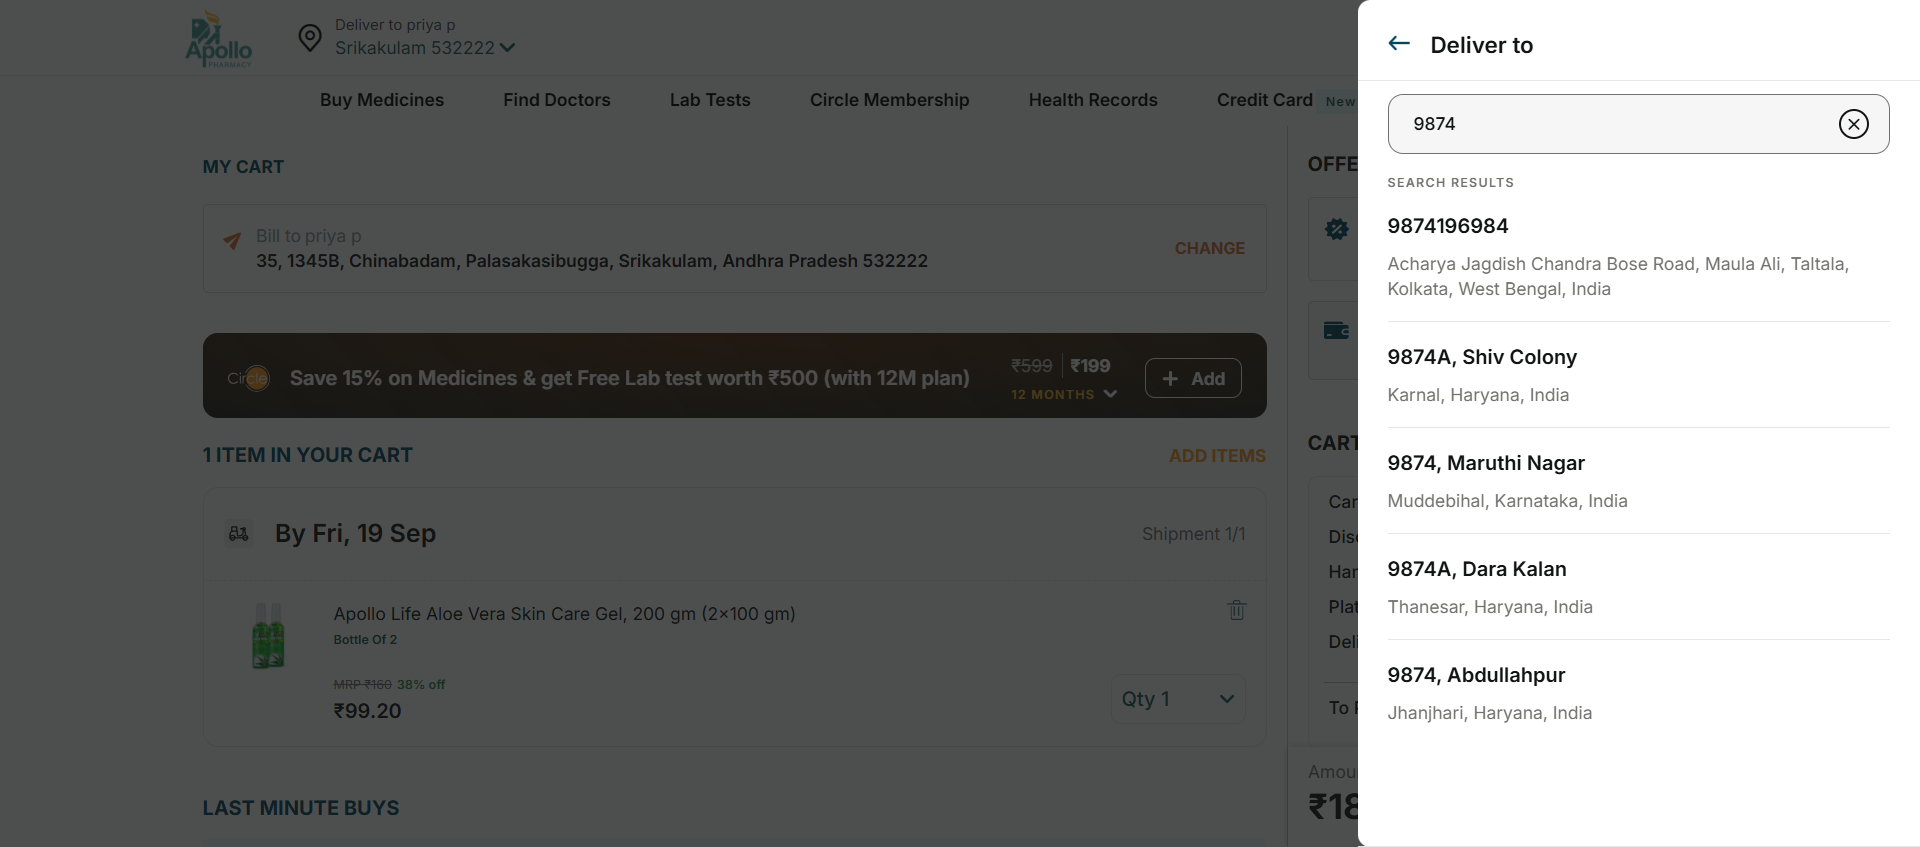 Apollo
PHARMACY
Deliver to priya p
Srikakulam 532222
Buy Medicines
Find Doctors
Lab Tests
Circle Membership
Health Records
Credit Card
New
MY CART
Bill to priya p
35, 1345B, Chinabadam, Palasakasibugga, Srikakulam, Andhra Pradesh 532222
CHANGE
Circle
Save 15% on Medicines & get Free Lab test worth ₹500 (with 12M plan)
₹599
₹199
12 MONTHS
+ Add
1 ITEM IN YOUR CART
ADD ITEMS
By Fri, 19 Sep
Shipment 1/1
Apollo Life Aloe Vera Skin Care Gel, 200 gm (2x100 gm)
Bottle Of 2
MRP ₹160 38% off
₹99.20
Qty 1
LAST MINUTE BUYS
OFFE
CART
Car
Disc
Han
Plat
Deli
To P
Amou
₹18
Deliver to
9874
SEARCH RESULTS
9874196984
Acharya Jagdish Chandra Bose Road, Maula Ali, Taltala,
Kolkata, West Bengal, India
9874A, Shiv Colony
Karnal, Haryana, India
9874, Maruthi Nagar
Muddebihal, Karnataka, India
9874A, Dara Kalan
Thanesar, Haryana, India
9874, Abdullahpur
Jhanjhari, Haryana, India